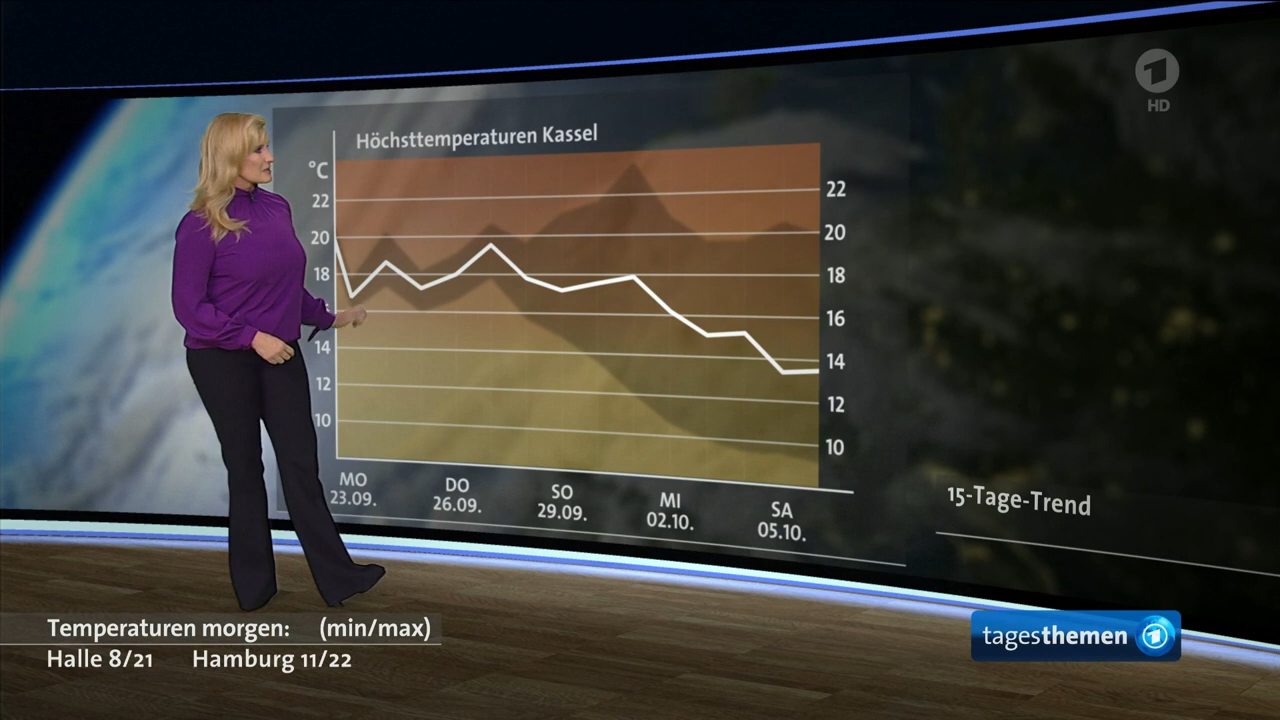 HD
Höchsttemperaturen Kassel
°C
22
20
18
14
12
10
22
20
18
16
14
12
10
MO
23.09.
DO
26.09.
SO
29.09.
MI
02.10.
SA
05.10.
15-Tage-Trend
Temperaturen morgen: (min/max)
Halle 8/21 Hamburg 11/22
tagesthemen